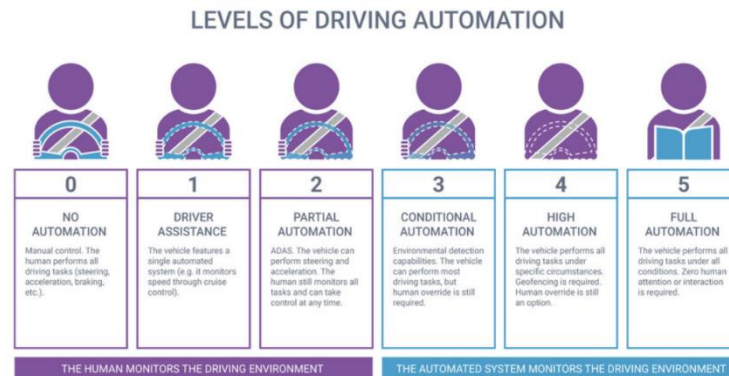 LEVELS OF DRIVING AUTOMATION
0
NO
AUTOMATION
Manual control. The
human performs all
driving tasks (steering,
acceleration, braking,
etc.).
1
DRIVER
ASSISTANCE
The vehicle features a
single automated
system (e.g. it monitors
speed through cruise
control).
2
PARTIAL
AUTOMATION
ADAS. The vehicle can
perform steering and
acceleration. The
human still monitors all
tasks and can take
control at any time.
3
CONDITIONAL
AUTOMATION
Environmental detection
capabilities. The vehicle
can perform most
driving tasks, but
human override is still
required.
4
HIGH
AUTOMATION
The vehicle performs all
driving tasks under
specific circumstances.
Geofencing is required.
Human override is still
an option.
5
FULL
AUTOMATION
The vehicle performs all
driving tasks under all
conditions. Zero human
attention or interaction
is required.
THE HUMAN MONITORS THE DRIVING ENVIRONMENT
THE AUTOMATED SYSTEM MONITORS THE DRIVING ENVIRONMENT